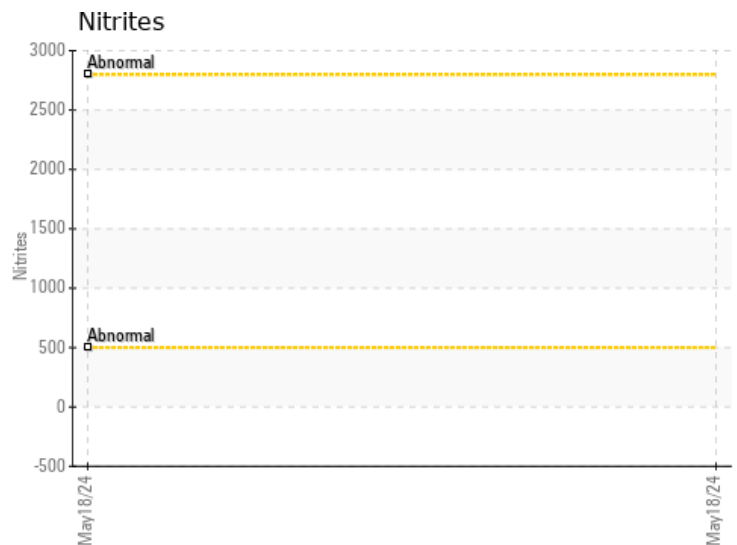 Nitrites
3000
Abnormal
2500
2000
1500
Nitrites
1000
Abnormal
500
0
-500
May18/24
May18/24